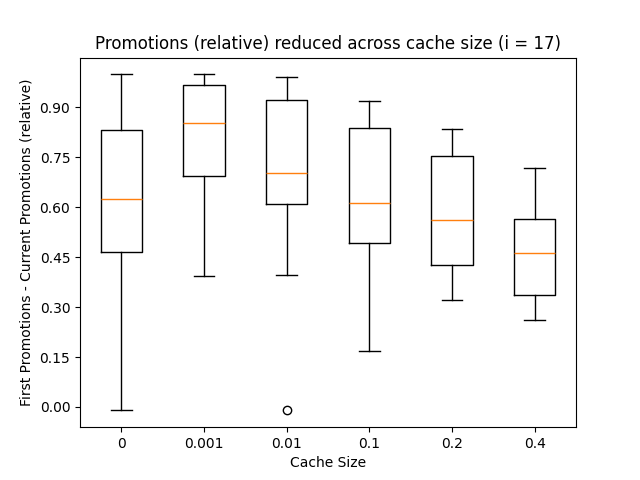 Promotions (relative) reduced across cache size (i = 17)
First Promotions - Current Promotions (relative)
0.90
0.75
0.60
0.45
0.30
0.15
0.00
0 0.001 0.01 0.1 0.2 0.4
Cache Size